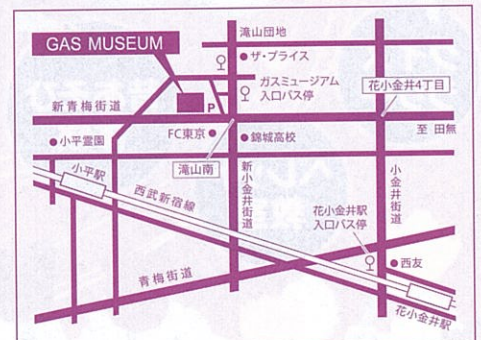 滝山団地
GAS MUSEUM
ザ・プライス
ガスミュージアム
入口バス停
花小金井4丁目
新青梅街道
P
至 田無
小平霊園
FC東京
錦城高校
滝山南
小平駅
西武新宿線
新小金井街道
小金井街道
花小金井駅
入口バス停
西友
青梅街道
花小金井駅